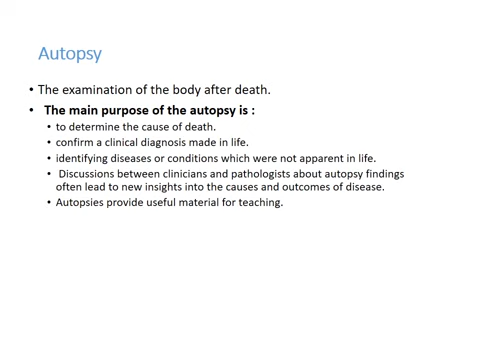 Autopsy
• The examination of the body after death.
• The main purpose of the autopsy is :
• to determine the cause of death.
• confirm a clinical diagnosis made in life.
• identifying diseases or conditions which were not apparent in life.
• Discussions between clinicians and pathologists about autopsy findings
often lead to new insights into the causes and outcomes of disease.
• Autopsies provide useful material for teaching.